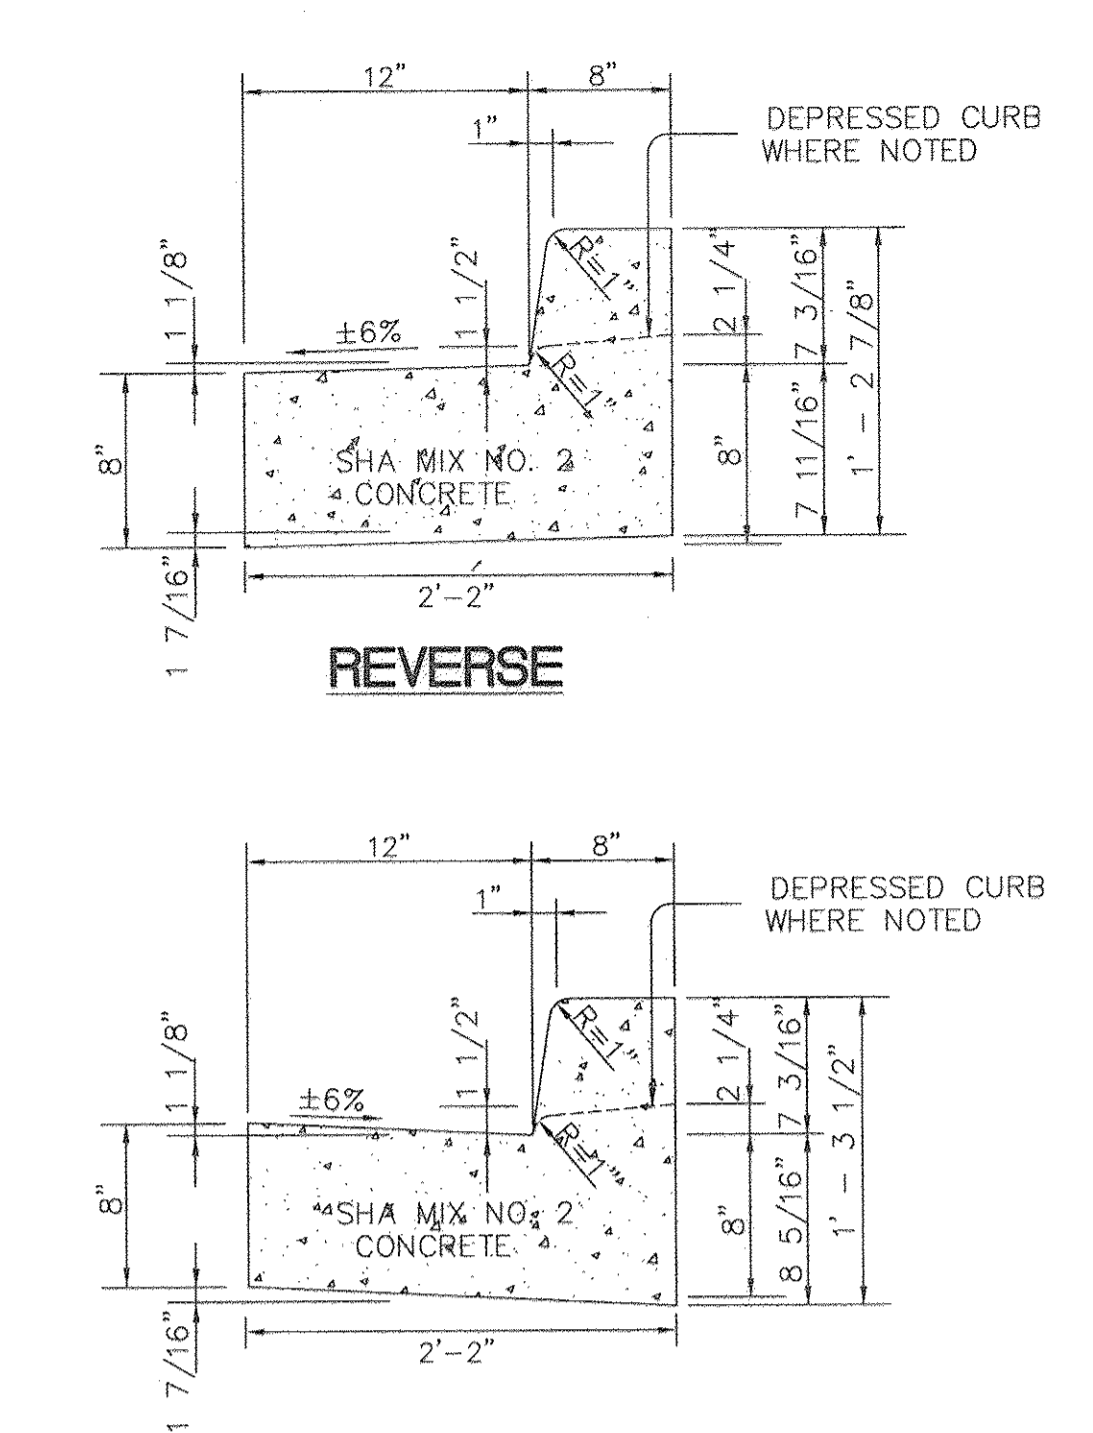 12"
8"
1"
DEPRESSED CURB
WHERE NOTED
1 1/8"
±6%
1 1/2"
R=1"
R=1"
2 1/4"
7 3/16"
1' - 2 7/8"
8"
SHA MIX NO. 2
CONCRETE
8"
7 11/16"
1 7/16"
2'-2"
REVERSE
12"
8"
1"
DEPRESSED CURB
WHERE NOTED
1 1/8"
±6%
1 1/2"
R=1"
R=1"
2 1/4"
7 3/16"
1' - 3 1/2"
8"
SHA MIX NO. 2
CONCRETE
8"
8 5/16"
1 7/16"
2'-2"